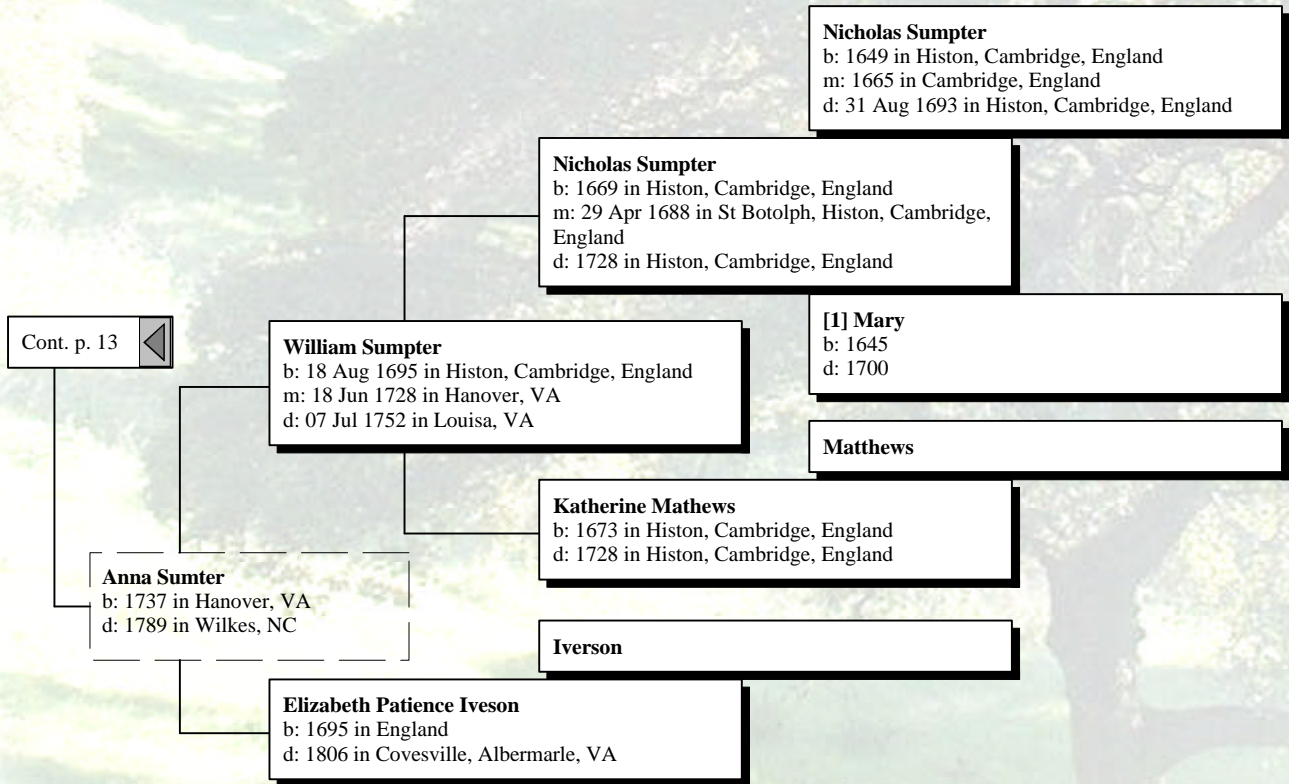 Nicholas Sumpter
b: 1649 in Histon, Cambridge, England
m: 1665 in Cambridge, England
d: 31 Aug 1693 in Histon, Cambridge, England
Nicholas Sumpter
b: 1669 in Histon, Cambridge, England
m: 29 Apr 1688 in St Botolph, Histon, Cambridge,
England
d: 1728 in Histon, Cambridge, England
[1] Mary
b: 1645
d: 1700
Cont. p. 13
William Sumpter
b: 18 Aug 1695 in Histon, Cambridge, England
m: 18 Jun 1728 in Hanover, VA
d: 07 Jul 1752 in Louisa, VA
Matthews
Katherine Mathews
b: 1673 in Histon, Cambridge, England
d: 1728 in Histon, Cambridge, England
Anna Sumter
b: 1737 in Hanover, VA
d: 1789 in Wilkes, NC
Iverson
Elizabeth Patience Iveson
b: 1695 in England
d: 1806 in Covesville, Albermarle, VA